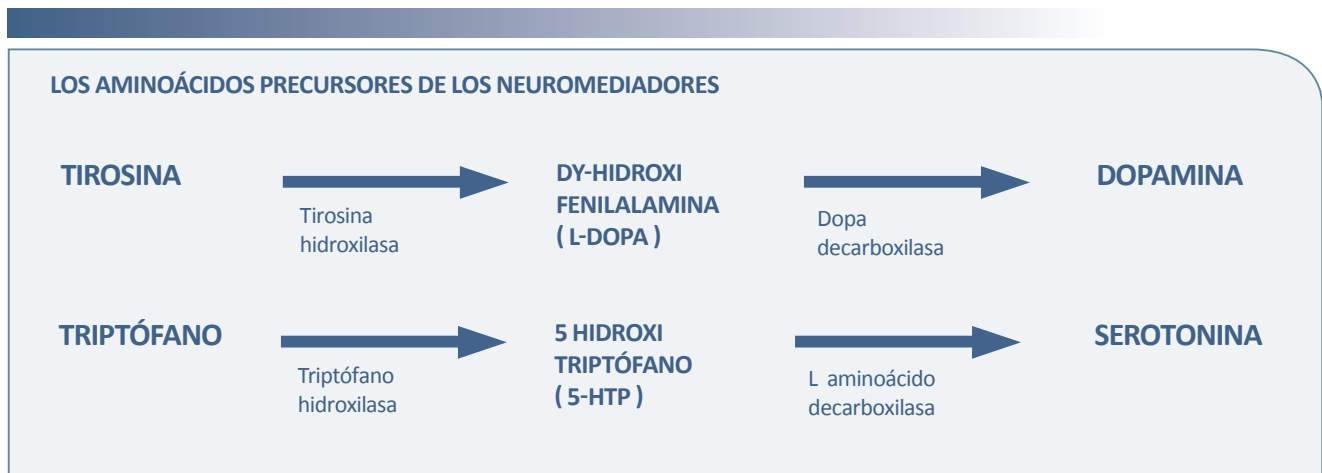 LOS AMINOÁCIDOS PRECURSORES DE LOS NEUROMEDIADORES
TIROSINA
Tirosina
hidroxilasa
DY-HIDROXI
FENILALAMINA
( L-DOPA )
Dopa
decarboxilasa
DOPAMINA
TRIPTÓFANO
Triptófano
hidroxilasa
5 HIDROXI
TRIPTÓFANO
( 5-HTP )
L aminoácido
decarboxilasa
SEROTONINA